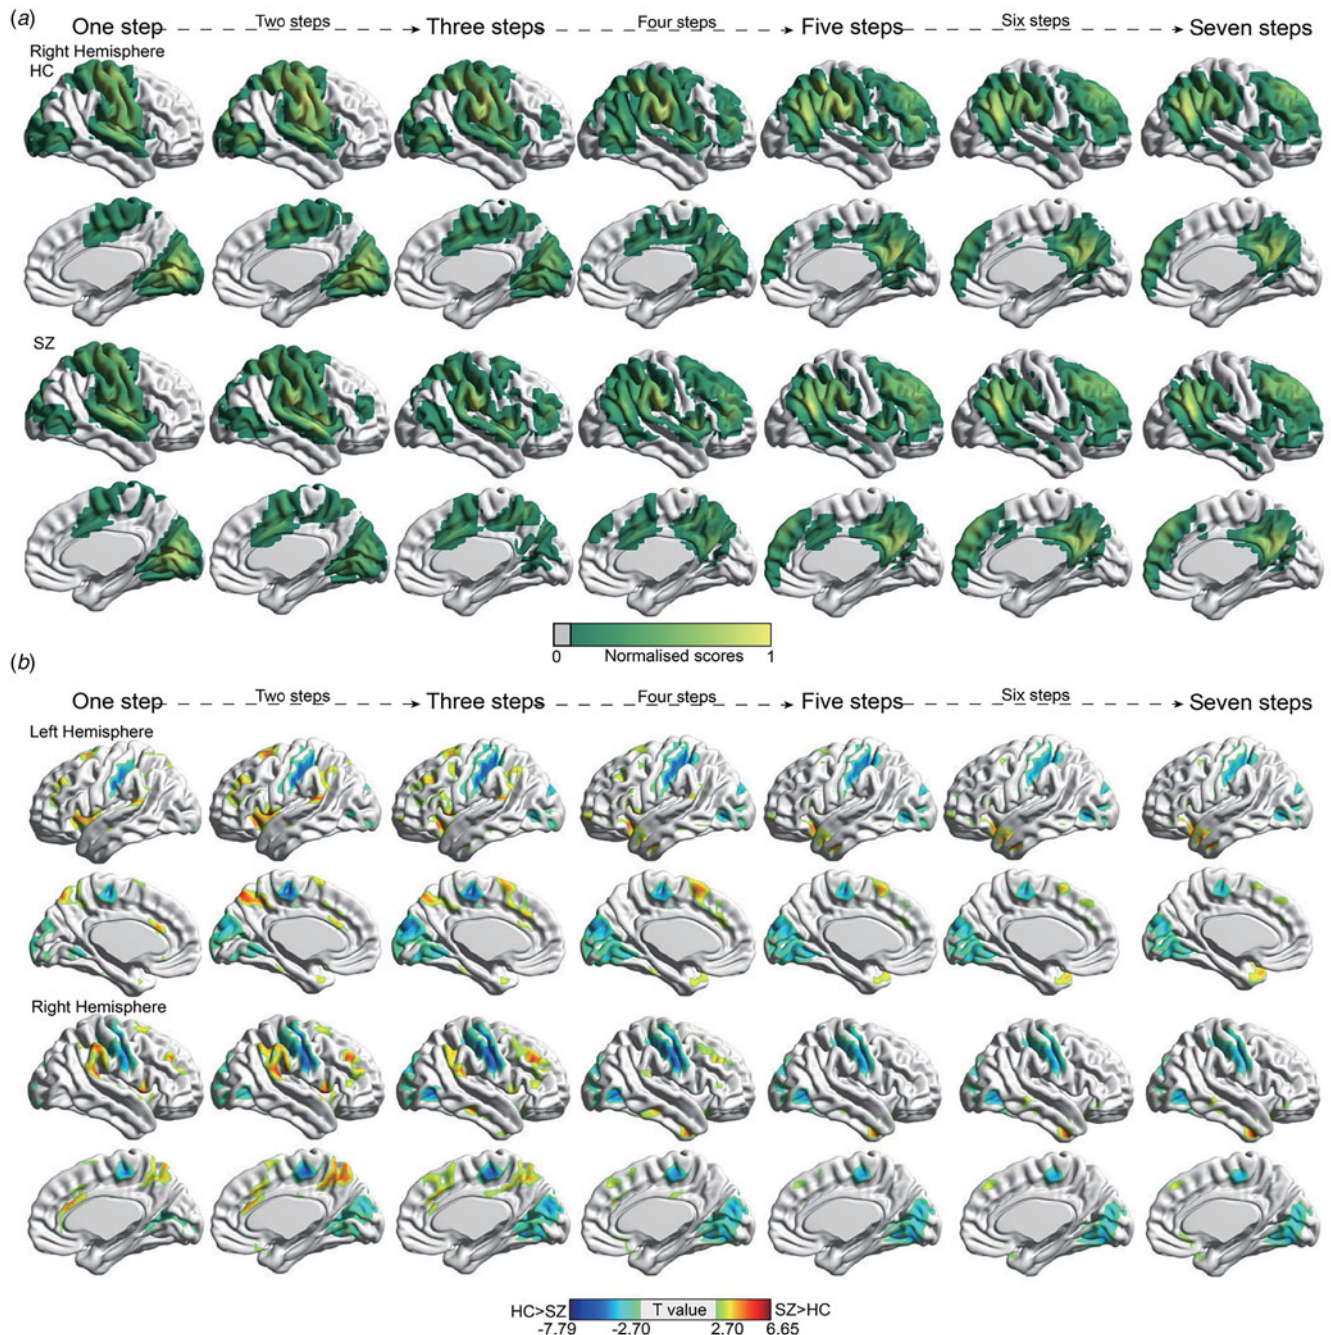 (a)
One step Two steps Three steps Four steps Five steps Six steps Seven steps
Right Hemisphere
HC
SZ
0 Normalised scores 1
(b)
One step Two steps Three steps Four steps Five steps Six steps Seven steps
Left Hemisphere
Right Hemisphere
HC>SZ T value SZ>HC
-7.79 -2.70 2.70 6.65